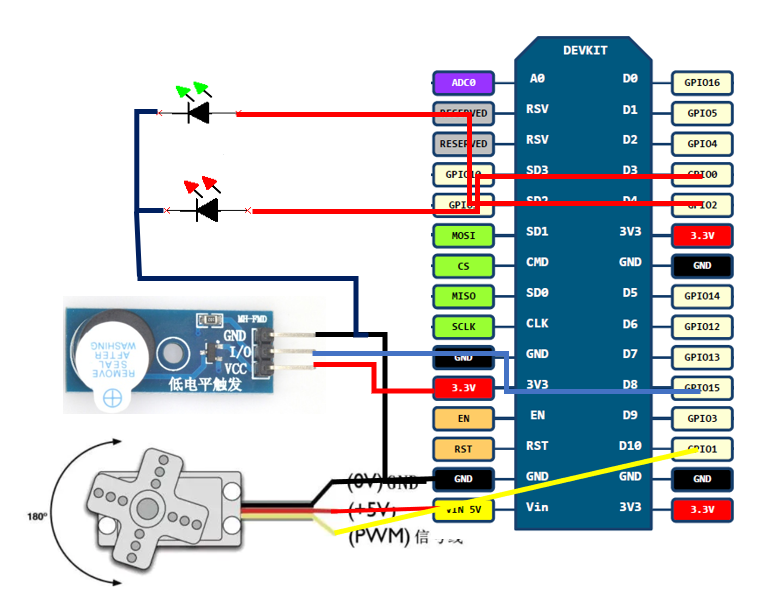 DEVKIT
ADC0 A0 D0 GPIO16
RESERVED RSV D1 GPIO5
RESERVED RSV D2 GPIO4
GPIO10 SD3 D3 GPIO0
SD2 D4 GPIO2
MOSI SD1 3V3 3.3V
CS CMD GND GND
MISO SD0 D5 GPIO14
SCLK CLK D6 GPIO12
GND GND D7 GPIO13
3.3V 3V3 D8 GPIO15
EN EN D9 GPIO3
RST RST D10 GPIO1
GND GND GND GND
VIN 5V Vin 3V3 3.3V
MH-FMD
GND
I/O
VCC
低电平触发
REMOVE
SEAL
AFTER
WASHING
180°
(0V) GND
(+5V)
(PWM) 信号线